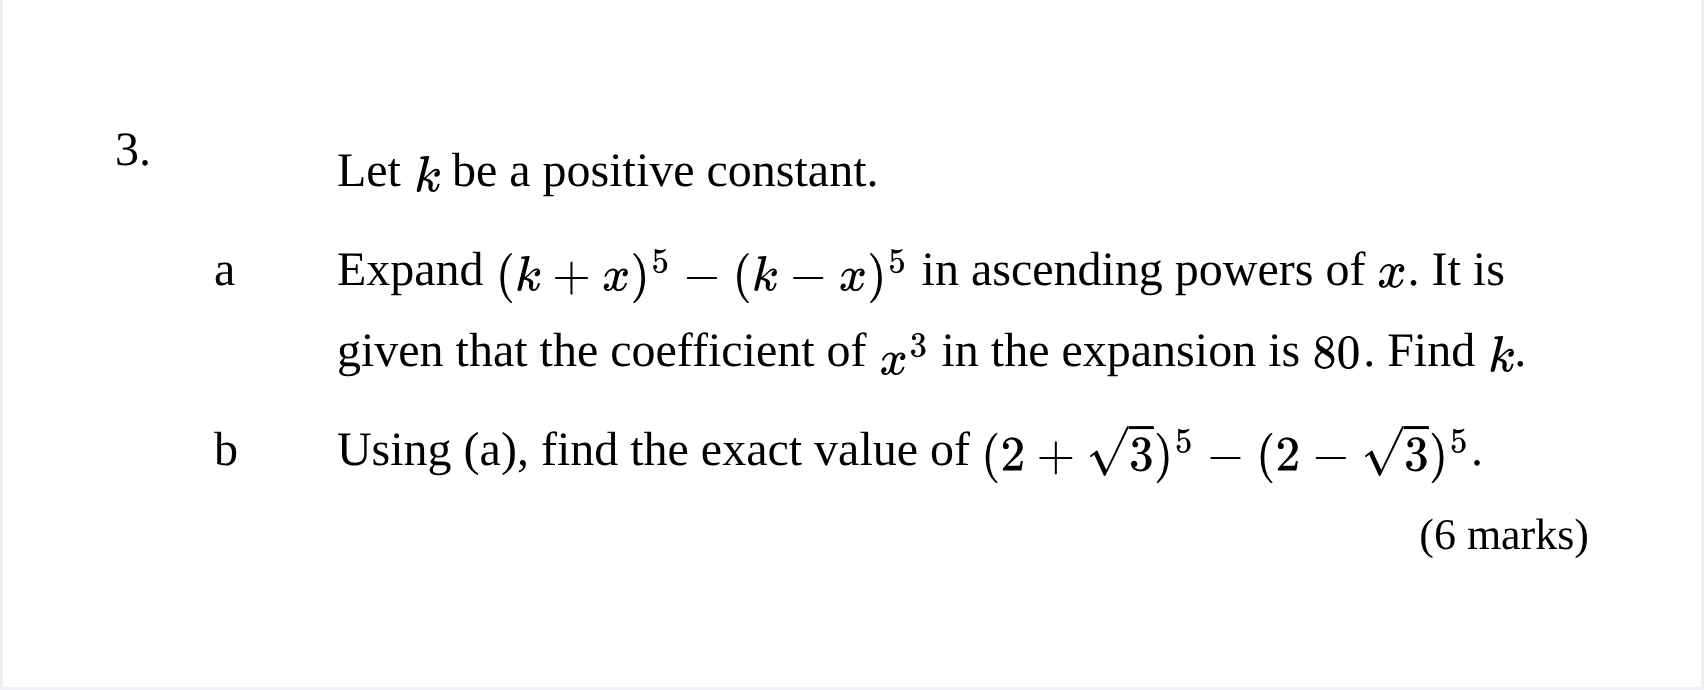 3.
Let k be a positive constant.
a Expand (k + x)⁵ − (k − x)⁵ in ascending powers of x. It is
given that the coefficient of x³ in the expansion is 80. Find k.
b Using (a), find the exact value of (2 + √3)⁵ − (2 − √3)⁵.
(6 marks)